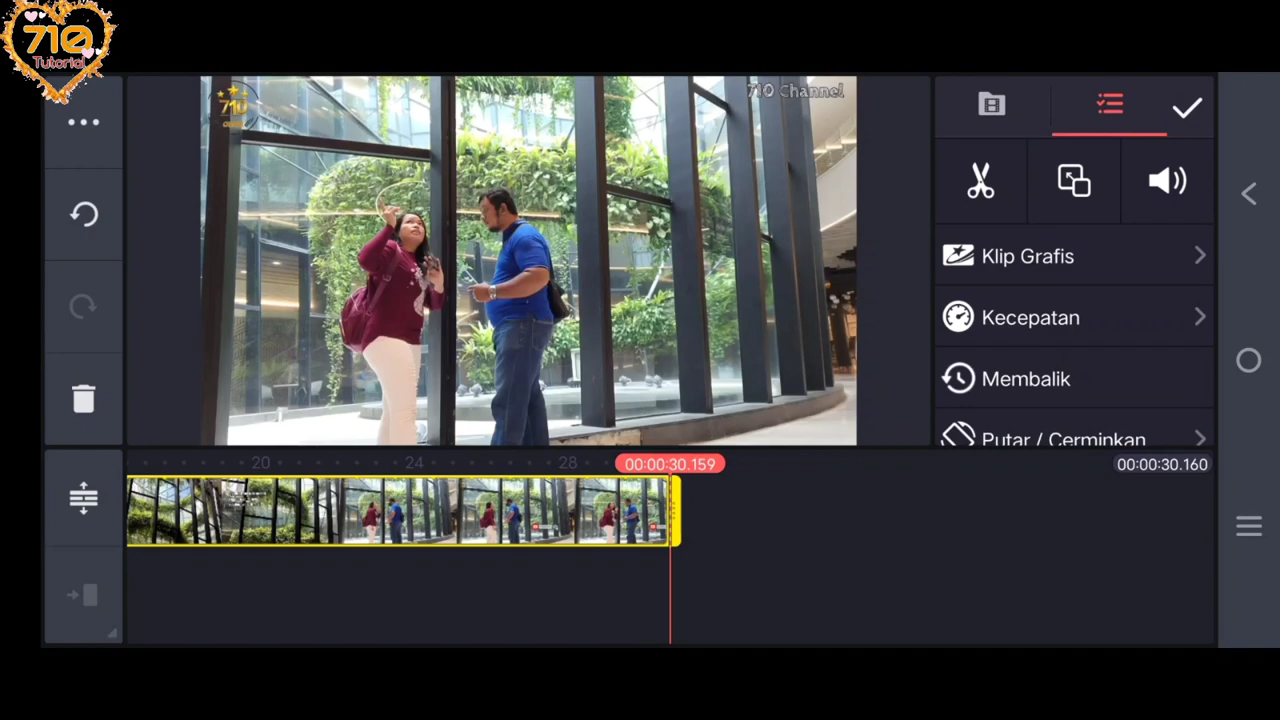 710
Tutorial
710
710 Channel
Klip Grafis
Kecepatan
Membalik
Putar / Cerminkan
20
24
28
00:00:30.159
00:00:30.160